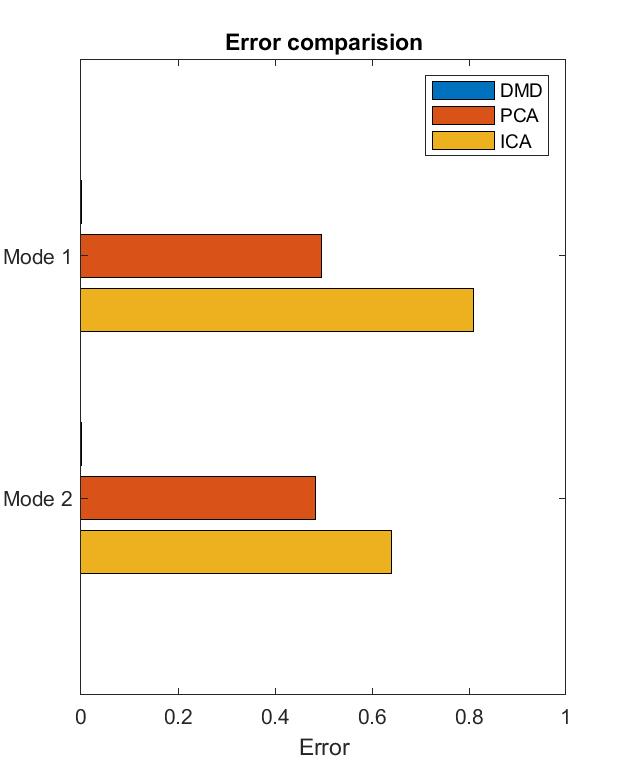 Error comparision
DMD
PCA
ICA
Mode 1
Mode 2
0 0.2 0.4 0.6 0.8 1
Error